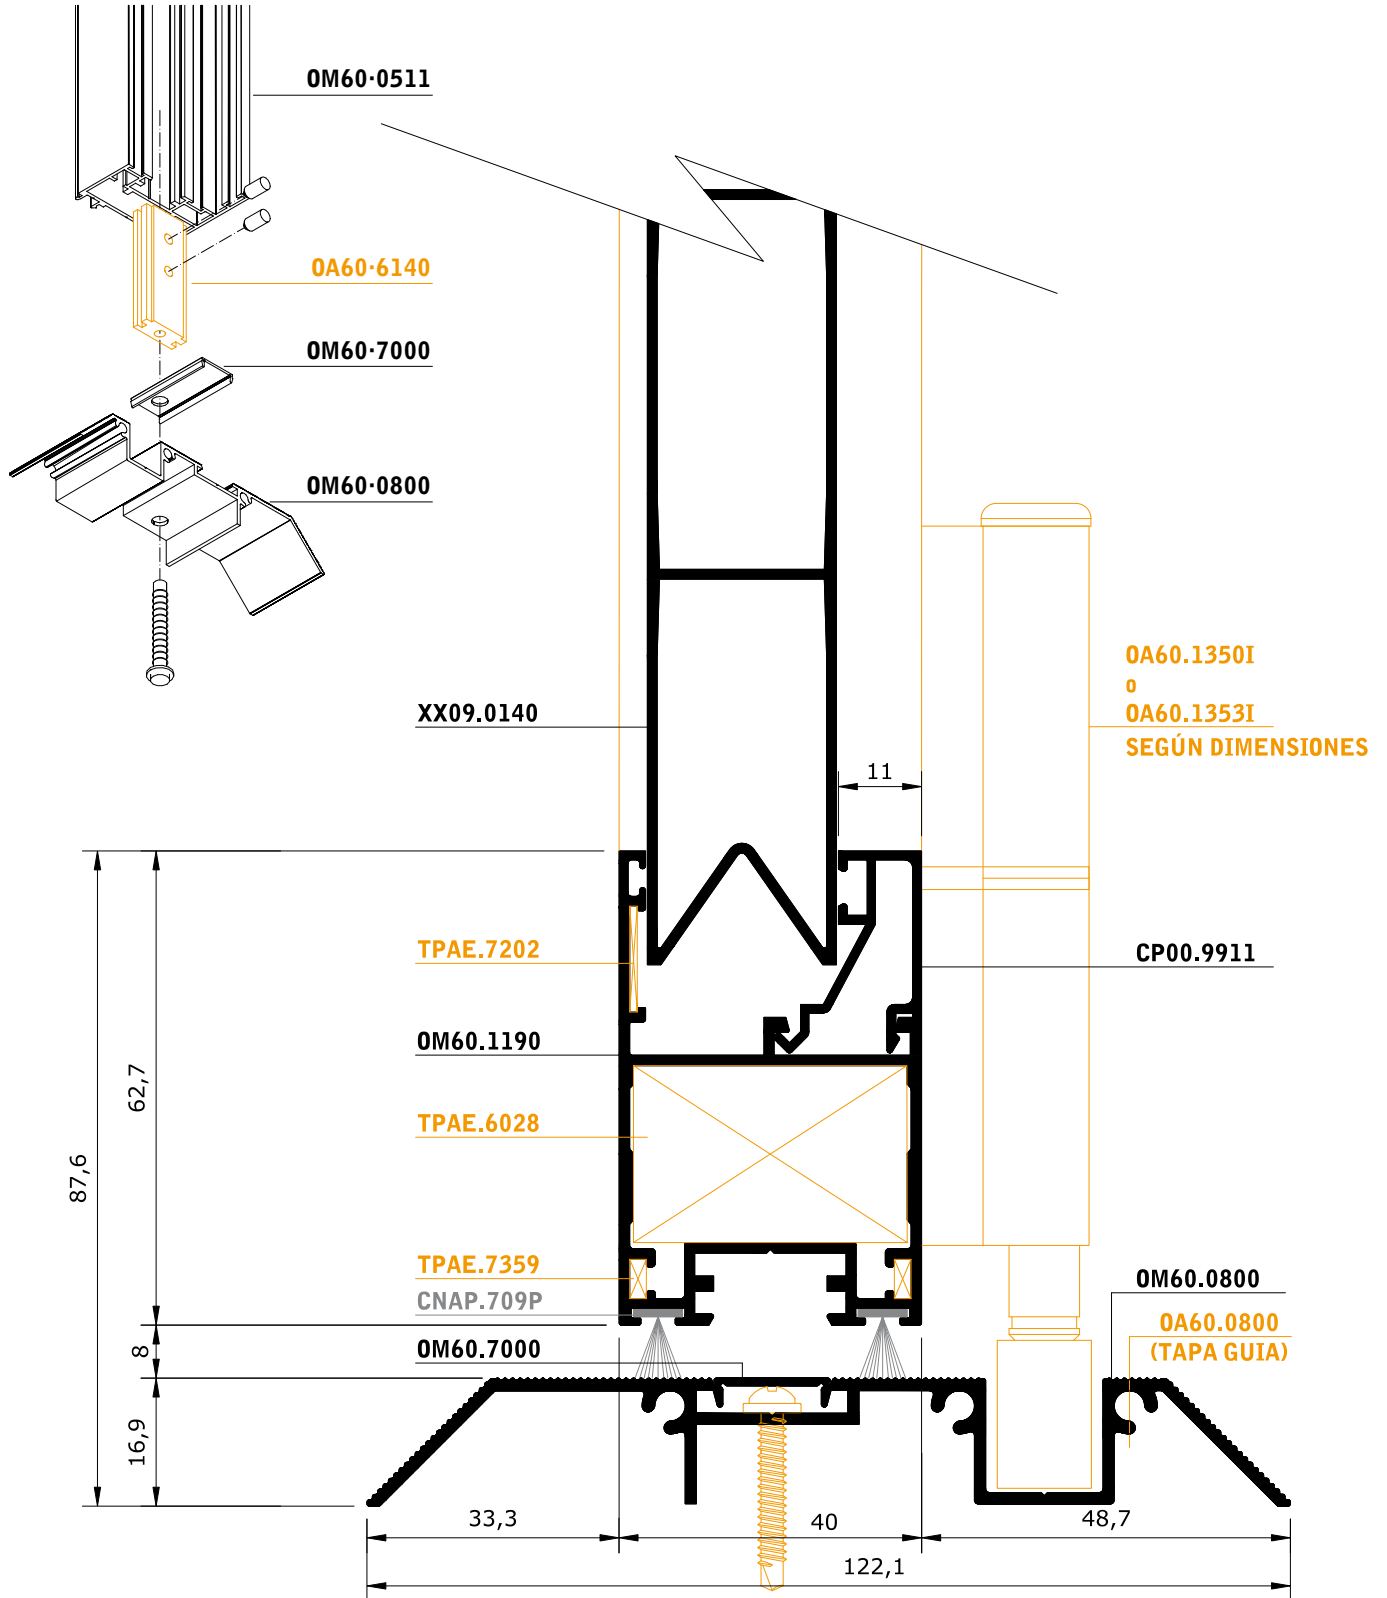 OM60·0511
OA60·6140
OM60·7000
OM60·0800
OA60.1350I
o
OA60.1353I
SEGÚN DIMENSIONES
XX09.0140
11
TPAE.7202
CP00.9911
OM60.1190
62,7
TPAE.6028
87,6
TPAE.7359
CNAP.709P
OM60.0800
OA60.0800
(TAPA GUIA)
8
OM60.7000
16,9
33,3
40
48,7
122,1